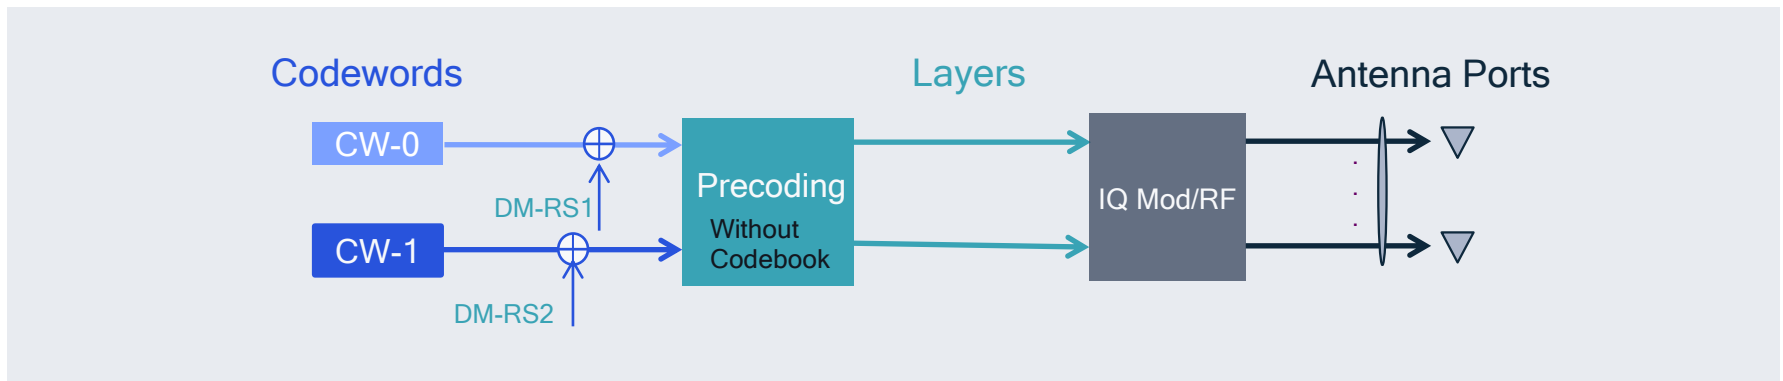 Codewords
Layers
Antenna Ports
CW-0
Precoding
Without
Codebook
IQ Mod/RF
DM-RS1
CW-1
DM-RS2